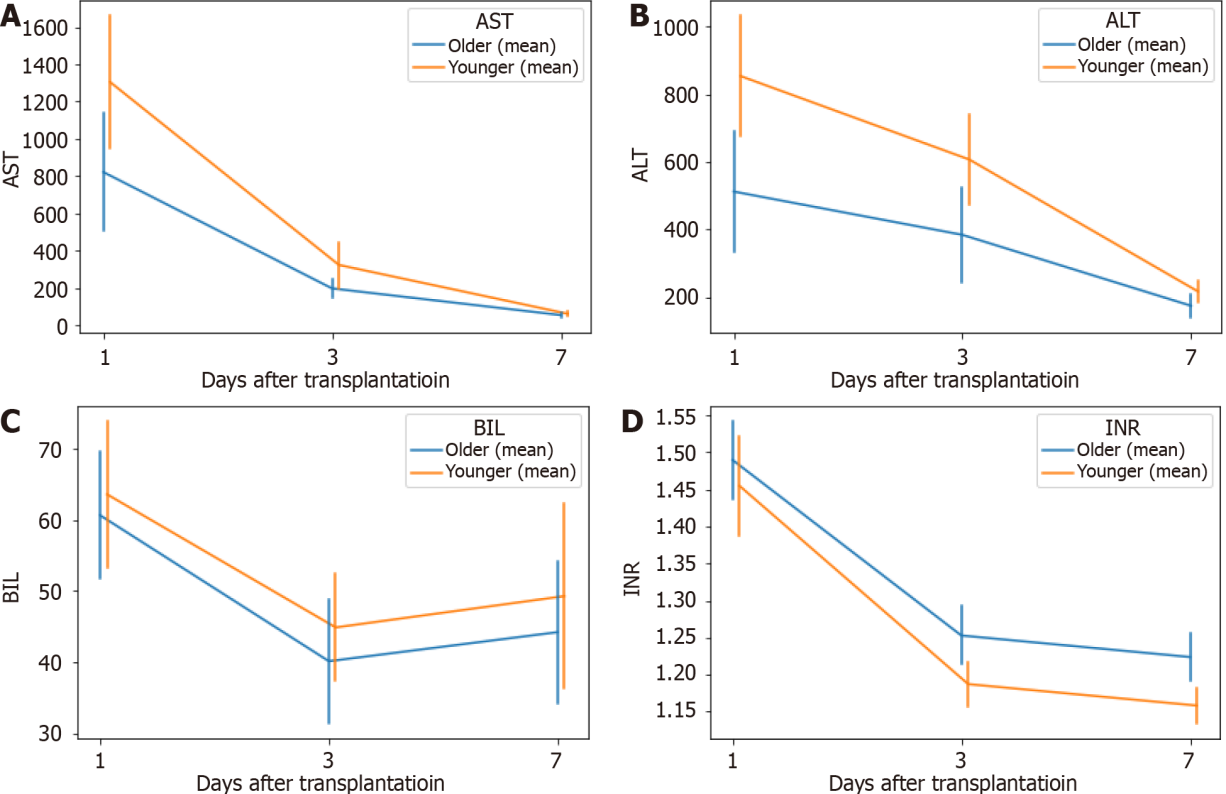 A
AST
Older (mean)
Younger (mean)
1600
1400
1200
1000
800
600
400
200
0
AST
1 3 7
Days after transplantatioin
B
ALT
Older (mean)
Younger (mean)
1000
800
600
400
200
ALT
1 3 7
Days after transplantatioin
C
BIL
Older (mean)
Younger (mean)
70
60
50
40
30
BIL
1 3 7
Days after transplantatioin
D
INR
Older (mean)
Younger (mean)
1.55
1.50
1.45
1.40
1.35
1.30
1.25
1.20
1.15
INR
1 3 7
Days after transplantatioin